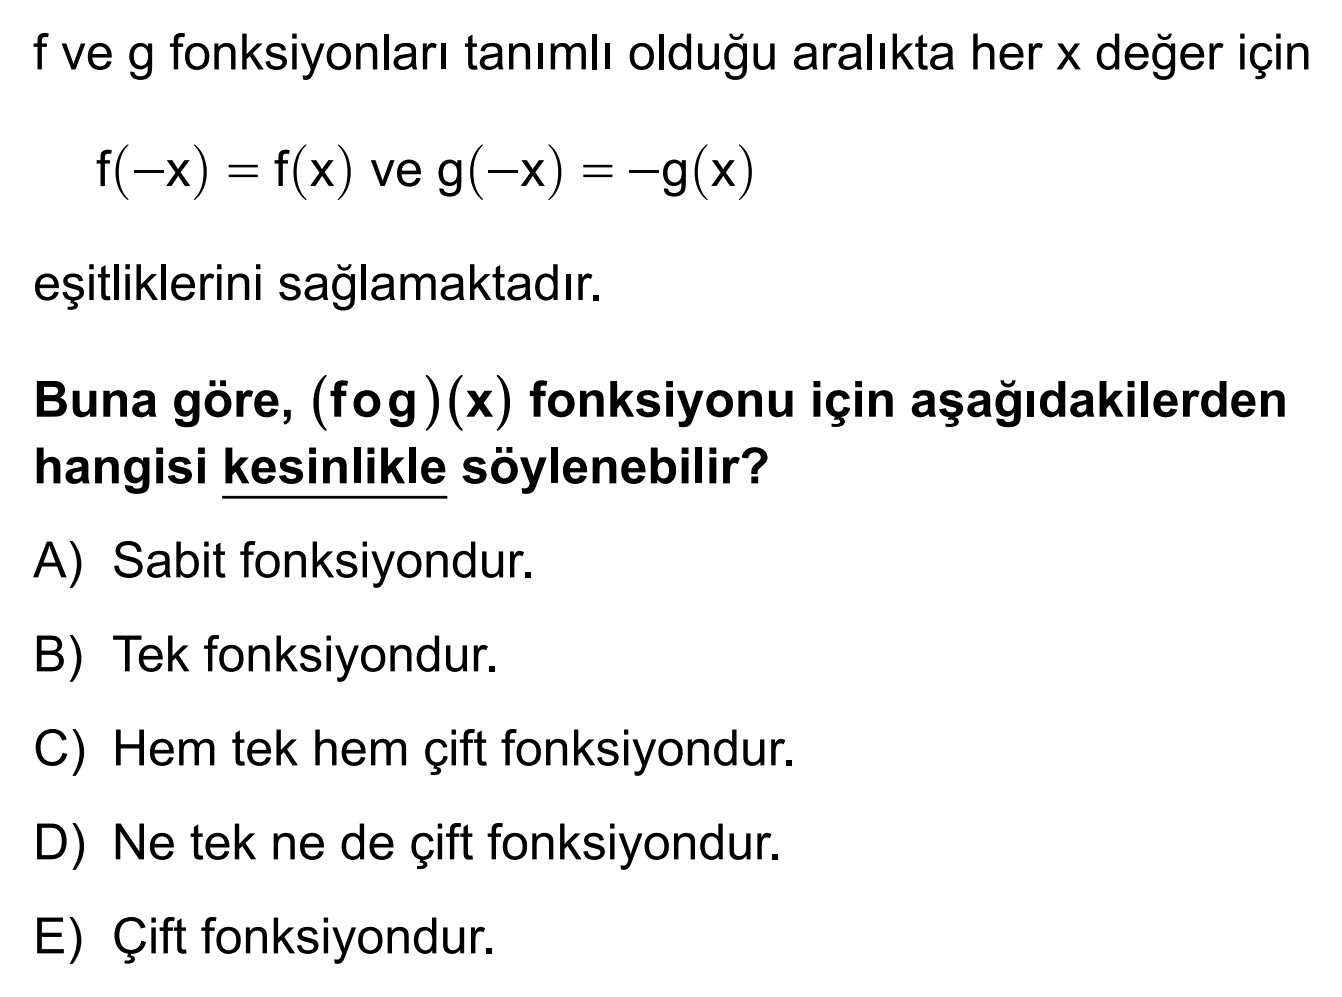 f ve g fonksiyonları tanımlı olduğu aralıkta her x değer için
f(−x) = f(x) ve g(−x) = −g(x)
eşitliklerini sağlamaktadır.
Buna göre, (fog)(x) fonksiyonu için aşağıdakilerden
hangisi kesinlikle söylenebilir?
A) Sabit fonksiyondur.
B) Tek fonksiyondur.
C) Hem tek hem çift fonksiyondur.
D) Ne tek ne de çift fonksiyondur.
E) Çift fonksiyondur.